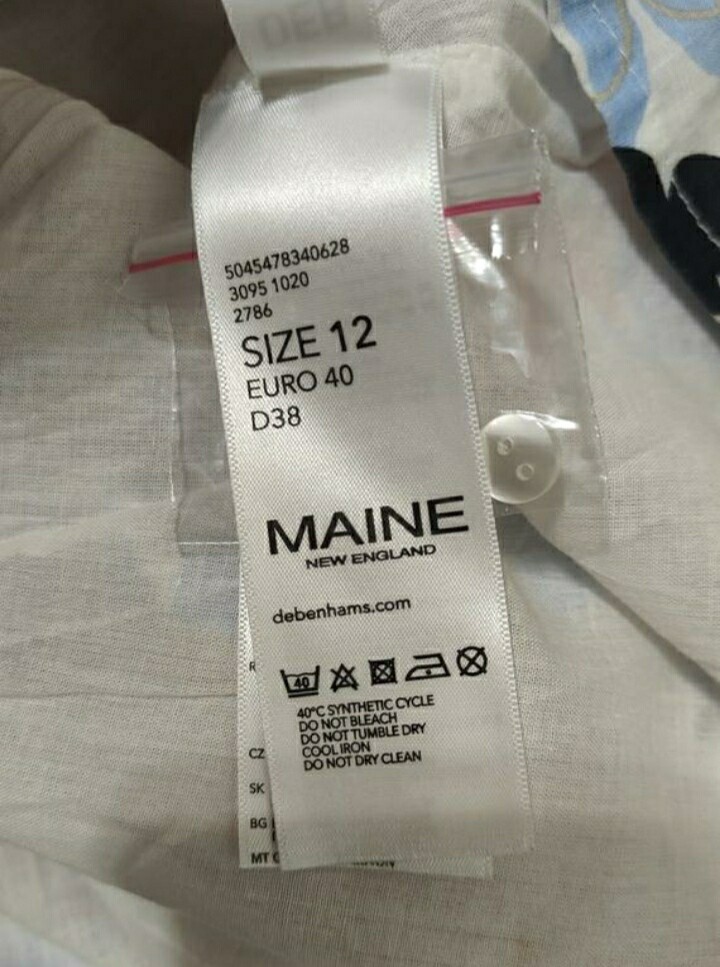 DEB
5045478340628
3095 1020
2786
SIZE 12
EURO 40
D38
MAINE
NEW ENGLAND
debenhams.com
R
40
40°C SYNTHETIC CYCLE
DO NOT BLEACH
DO NOT TUMBLE DRY
COOL IRON
DO NOT DRY CLEAN
CZ
SK
BG
MT